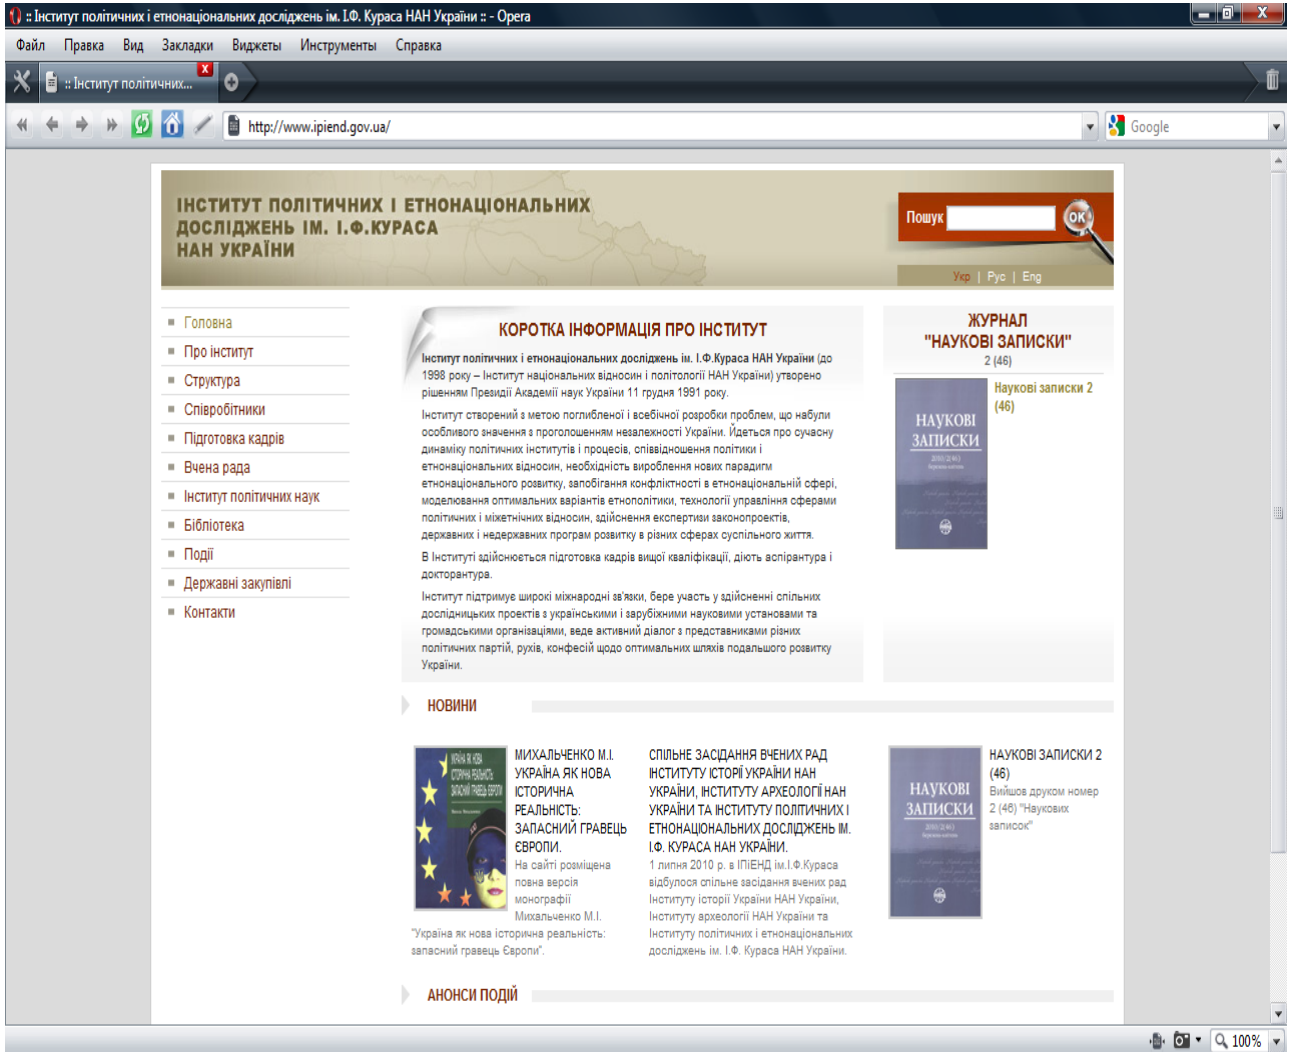 :: Інститут політичних і етнонаціональних досліджень ім. І.Ф. Кураса НАН України :: - Opera
Файл Правка Вид Закладки Виджеты Инструменты Справка
:: Інститут політичних...
http://www.ipiend.gov.ua/
Google
ІНСТИТУТ ПОЛІТИЧНИХ І ЕТНОНАЦІОНАЛЬНИХ
ДОСЛІДЖЕНЬ ІМ. І.Ф.КУРАСА
НАН УКРАЇНИ
Пошук OK
Укр | Рус | Eng
Головна
Про інститут
Структура
Співробітники
Підготовка кадрів
Вчена рада
Інститут політичних наук
Бібліотека
Події
Державні закупівлі
Контакти
КОРОТКА ІНФОРМАЦІЯ ПРО ІНСТИТУТ
Інститут політичних і етнонаціональних досліджень ім. І.Ф.Кураса НАН України (до
1998 року – Інститут національних відносин і політології НАН України) утворено
рішенням Президії Академії наук України 11 грудня 1991 року.
Інститут створений з метою поглибленої і всебічної розробки проблем, що набули
особливого значення з проголошенням незалежності України. Йдеться про сучасну
динаміку політичних інститутів і процесів, співвідношення політики і
етнонаціональних відносин, необхідність вироблення нових парадигм
етнонаціонального розвитку, запобігання конфліктності в етнонаціональній сфері,
моделювання оптимальних варіантів етнополітики, технології управління сферами
політичних і міжетнічних відносин, здійснення експертизи законопроектів,
державних і недержавних програм розвитку в різних сферах суспільного життя.
В Інституті здійснюється підготовка кадрів вищої кваліфікації, діють аспірантура і
докторантура.
Інститут підтримує широкі міжнародні зв'язки, бере участь у здійсненні спільних
дослідницьких проектів з українськими і зарубіжними науковими установами та
громадськими організаціями, веде активний діалог з представниками різних
політичних партій, рухів, конфесій щодо оптимальних шляхів подальшого розвитку
України.
ЖУРНАЛ
"НАУКОВІ ЗАПИСКИ"
2 (46)
НАУКОВІ
ЗАПИСКИ
Наукові записки 2
(46)
НОВИНИ
УКРАЇНА ЯК НОВА
ІСТОРИЧНА РЕАЛЬНІСТЬ:
ЗАПАСНИЙ ГРАВЕЦЬ ЄВРОПИ
МИХАЛЬЧЕНКО М.І.
УКРАЇНА ЯК НОВА
ІСТОРИЧНА
РЕАЛЬНІСТЬ:
ЗАПАСНИЙ ГРАВЕЦЬ
ЄВРОПИ.
На сайті розміщена
повна версія
монографії
Михальченко М.І.
"Україна як нова історична реальність:
запасний гравець Європи".
СПІЛЬНЕ ЗАСІДАННЯ ВЧЕНИХ РАД
ІНСТИТУТУ ІСТОРІЇ УКРАЇНИ НАН
УКРАЇНИ, ІНСТИТУТУ АРХЕОЛОГІЇ НАН
УКРАЇНИ ТА ІНСТИТУТУ ПОЛІТИЧНИХ І
ЕТНОНАЦІОНАЛЬНИХ ДОСЛІДЖЕНЬ ІМ.
І.Ф. КУРАСА НАН УКРАЇНИ.
1 липня 2010 р. в ІПіЕНД ім.І.Ф.Кураса
відбулося спільне засідання вчених рад
Інституту історії України НАН України,
Інституту археології НАН України та
Інституту політичних і етнонаціональних
досліджень ім. І.Ф. Кураса НАН України.
НАУКОВІ
ЗАПИСКИ
НАУКОВІ ЗАПИСКИ 2
(46)
Вийшов друком номер
2 (46) "Наукових
записок"
АНОНСИ ПОДІЙ
100%